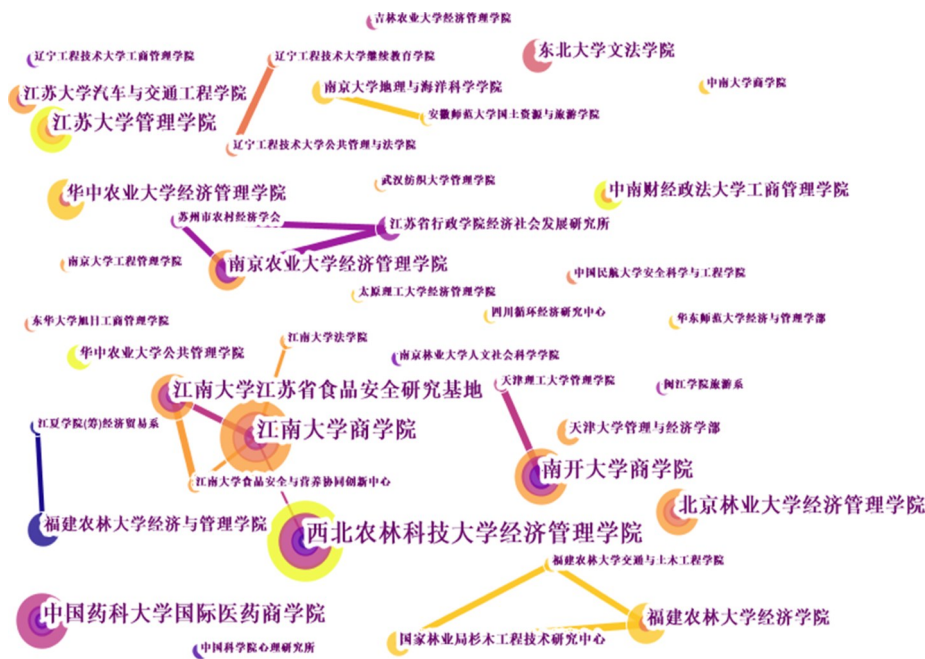 吉林农业大学经济管理学院
东北大学文法学院
辽宁工程技术大学工商管理学院
辽宁工程技术大学继续教育学院
中南大学商学院
南京大学地理与海洋科学学院
江苏大学汽车与交通工程学院
安徽师范大学国土资源与旅游学院
江苏大学管理学院
辽宁工程技术大学公共管理与法学院
武汉纺织大学管理学院
中南财经政法大学工商管理学院
华中农业大学经济管理学院
苏州市农村经济学会
江苏省行政学院经济社会发展研究所
南京大学工程管理学院
南京农业大学经济管理学院
中国民航大学安全科学与工程学院
太原理工大学经济管理学院
四川循环经济研究中心
东华大学旭日工商管理学院
华东师范大学经济与管理学部
江南大学法学院
华中农业大学公共管理学院
南京林业大学人文社会科学学院
天津理工大学管理学院
闽江学院旅游系
江南大学江苏省食品安全研究基地
江夏学院(筹)经济贸易系
江南大学商学院
天津大学管理与经济学部
南开大学商学院
江南大学食品安全与营养协同创新中心
北京林业大学经济管理学院
福建农林大学经济与管理学院
西北农林科技大学经济管理学院
福建农林大学交通与土木工程学院
中国药科大学国际医药商学院
福建农林大学经济学院
国家林业局杉木工程技术研究中心
中国科学院心理研究所